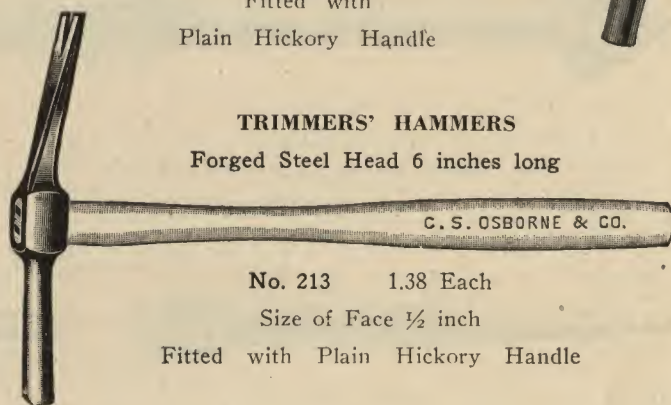 Fitted with
Plain Hickory Handle
TRIMMERS' HAMMERS
Forged Steel Head 6 inches long
C. S. OSBORNE & CO.
No. 213 1.38 Each
Size of Face ½ inch
Fitted with Plain Hickory Handle